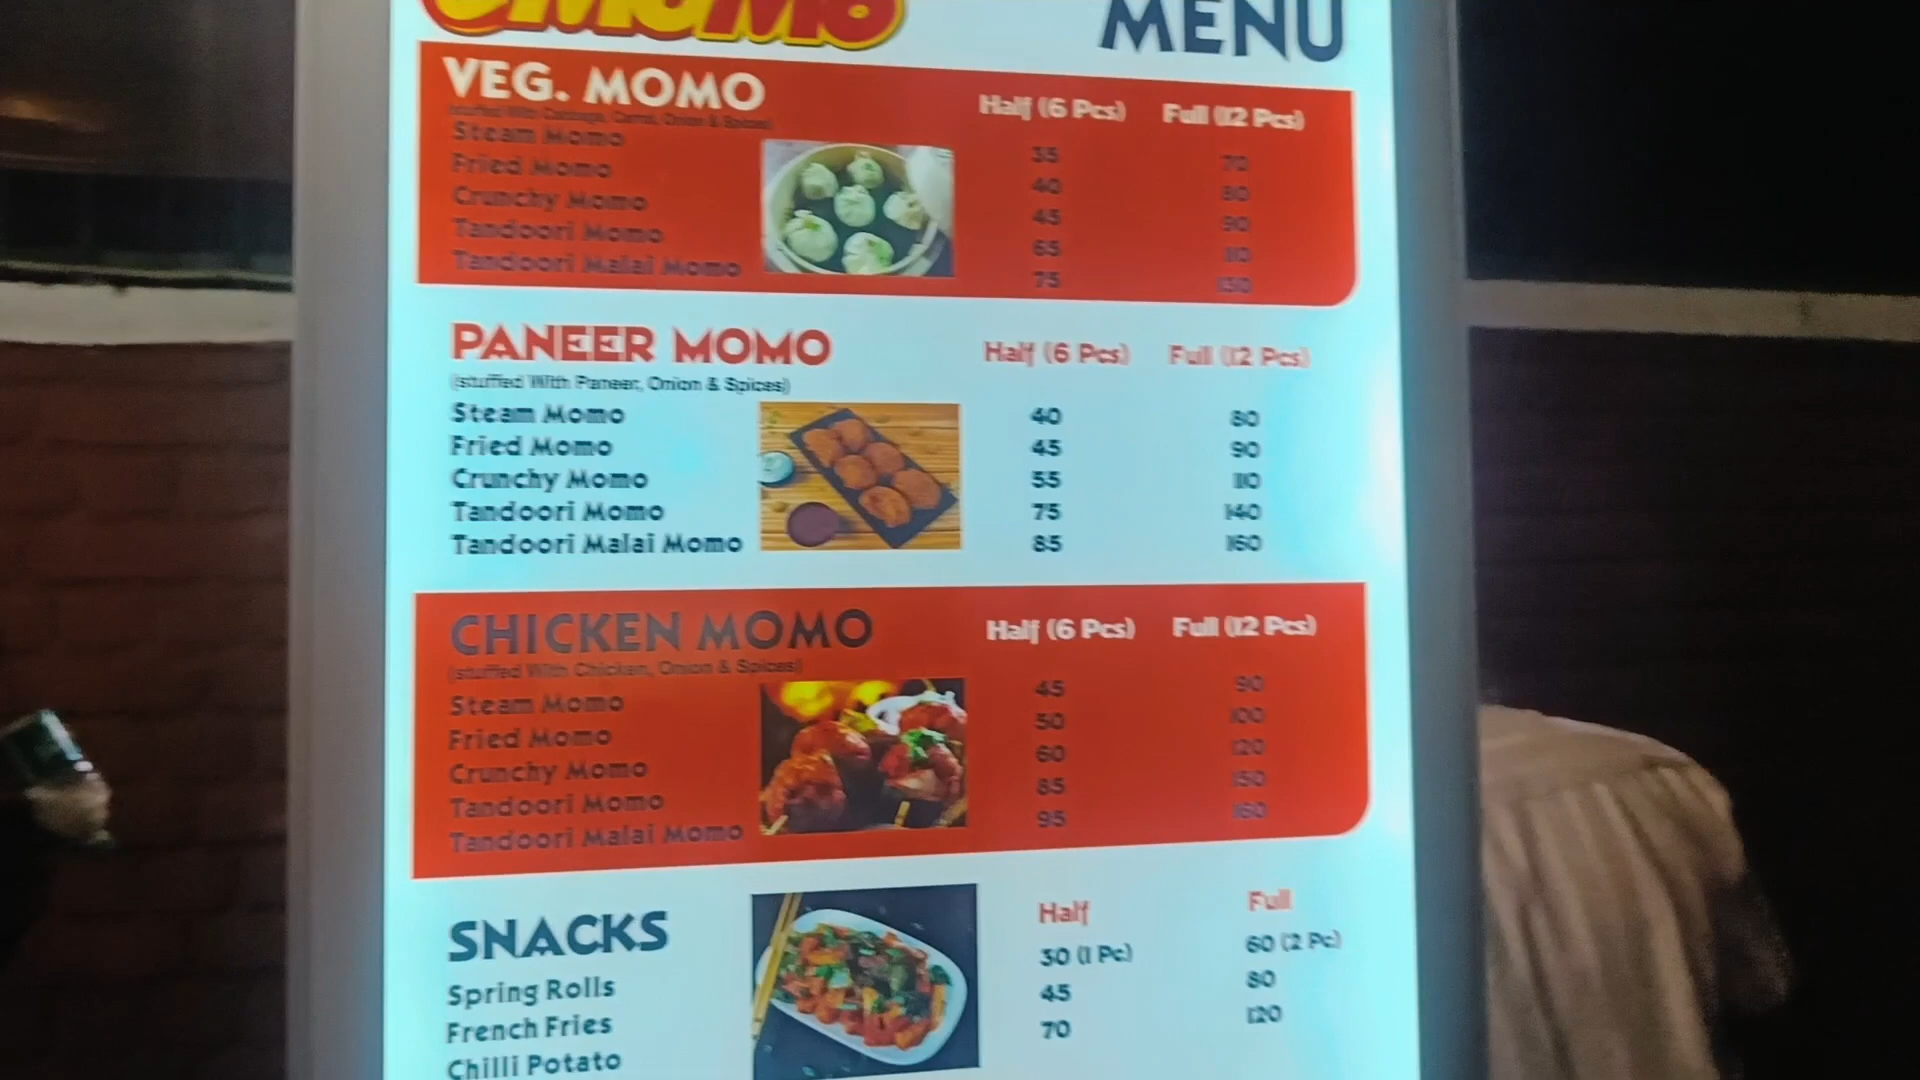 MENU
VEG. MOMO Half (6 Pcs) Full (12 Pcs)
(stuffed With Cabbage, Carrot, Onion & Spices)
Steam Momo 35 70
Fried Momo 40 80
Crunchy Momo 45 90
Tandoori Momo 65 110
Tandoori Malai Momo 75 130
PANEER MOMO Half (6 Pcs) Full (12 Pcs)
(stuffed With Paneer, Onion & Spices)
Steam Momo 40 80
Fried Momo 45 90
Crunchy Momo 55 110
Tandoori Momo 75 140
Tandoori Malai Momo 85 160
CHICKEN MOMO Half (6 Pcs) Full (12 Pcs)
(stuffed With Chicken, Onion & Spices)
Steam Momo 45 90
Fried Momo 50 100
Crunchy Momo 60 120
Tandoori Momo 85 150
Tandoori Malai Momo 95 160
SNACKS Half Full
Spring Rolls 30 (1 Pc) 60 (2 Pc)
French Fries 45 80
Chilli Potato 70 120